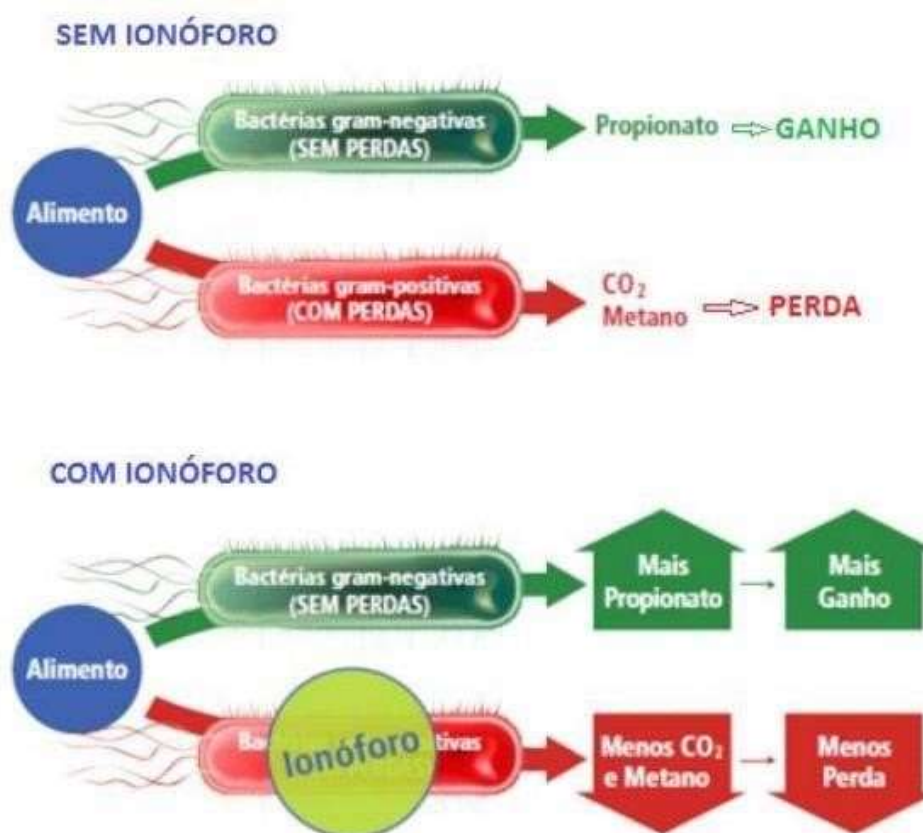 SEM IONÓFORO
Bactérias gram-negativas
(SEM PERDAS)
Propionato
GANHO
Alimento
Bactérias gram-positivas
(COM PERDAS)
CO₂
Metano
PERDA
COM IONÓFORO
Bactérias gram-negativas
(SEM PERDAS)
Mais
Propionato
Mais
Ganho
Alimento
Ionóforo
Menos CO₂
e Metano
Menos
Perda